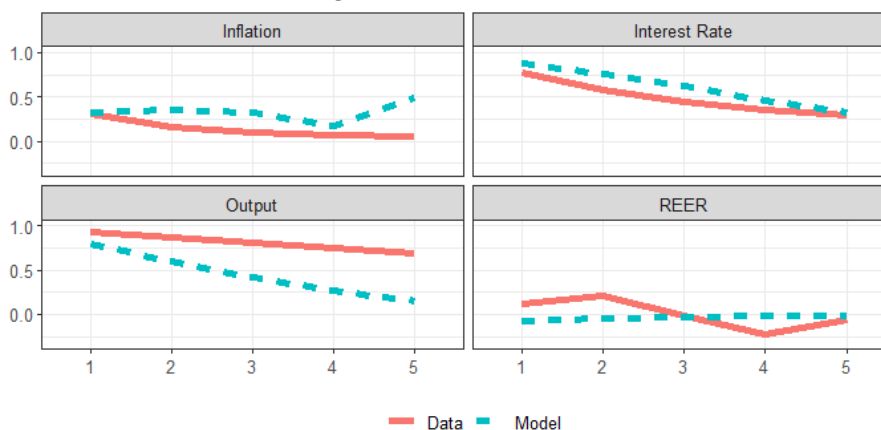 Inflation
Interest Rate
1.0
0.5
0.0
Output
REER
1.0
0.5
0.0
1 2 3 4 5
1 2 3 4 5
Data Model